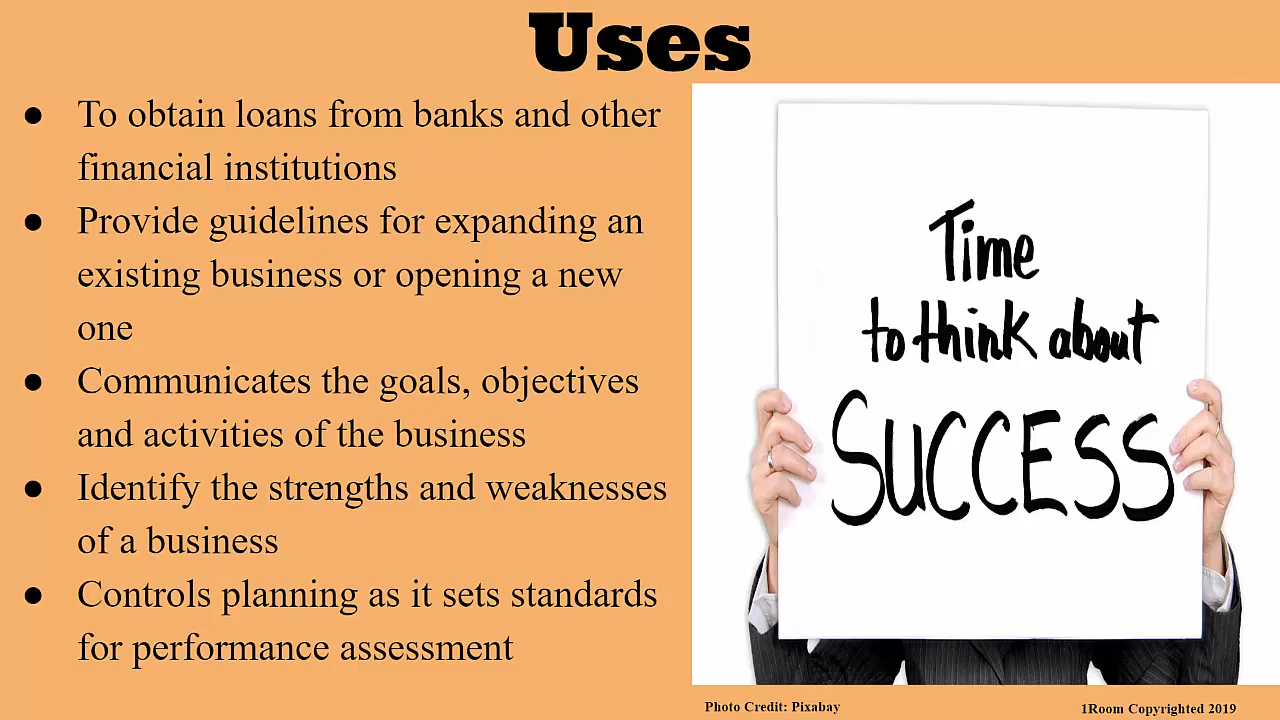 Uses
● To obtain loans from banks and other
financial institutions
● Provide guidelines for expanding an
existing business or opening a new
one
● Communicates the goals, objectives
and activities of the business
● Identify the strengths and weaknesses
of a business
● Controls planning as it sets standards
for performance assessment
Time
to think about
SUCCESS
Photo Credit: Pixabay
1Room Copyrighted 2019